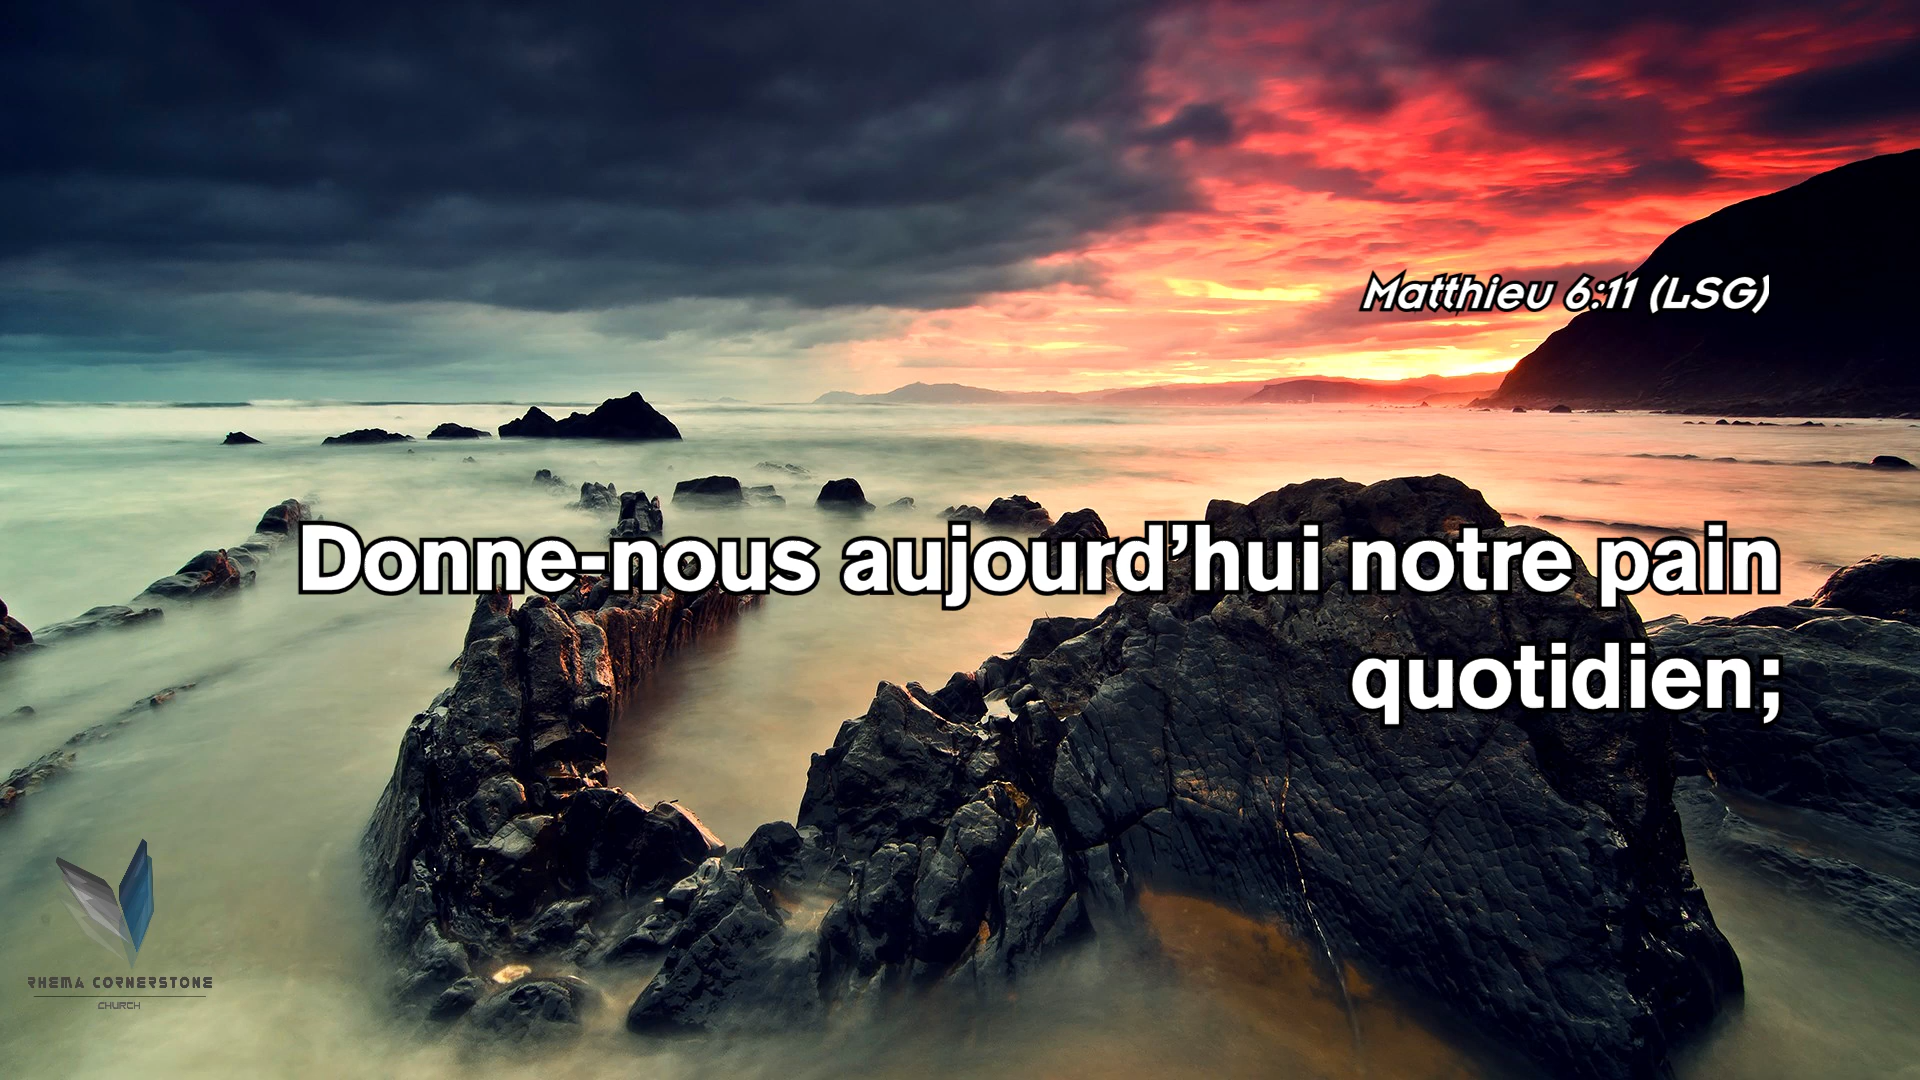 Matthieu 6:11 (LSG)
Donne-nous aujourd’hui notre pain
quotidien;
RHEMA CORNERSTONE
CHURCH